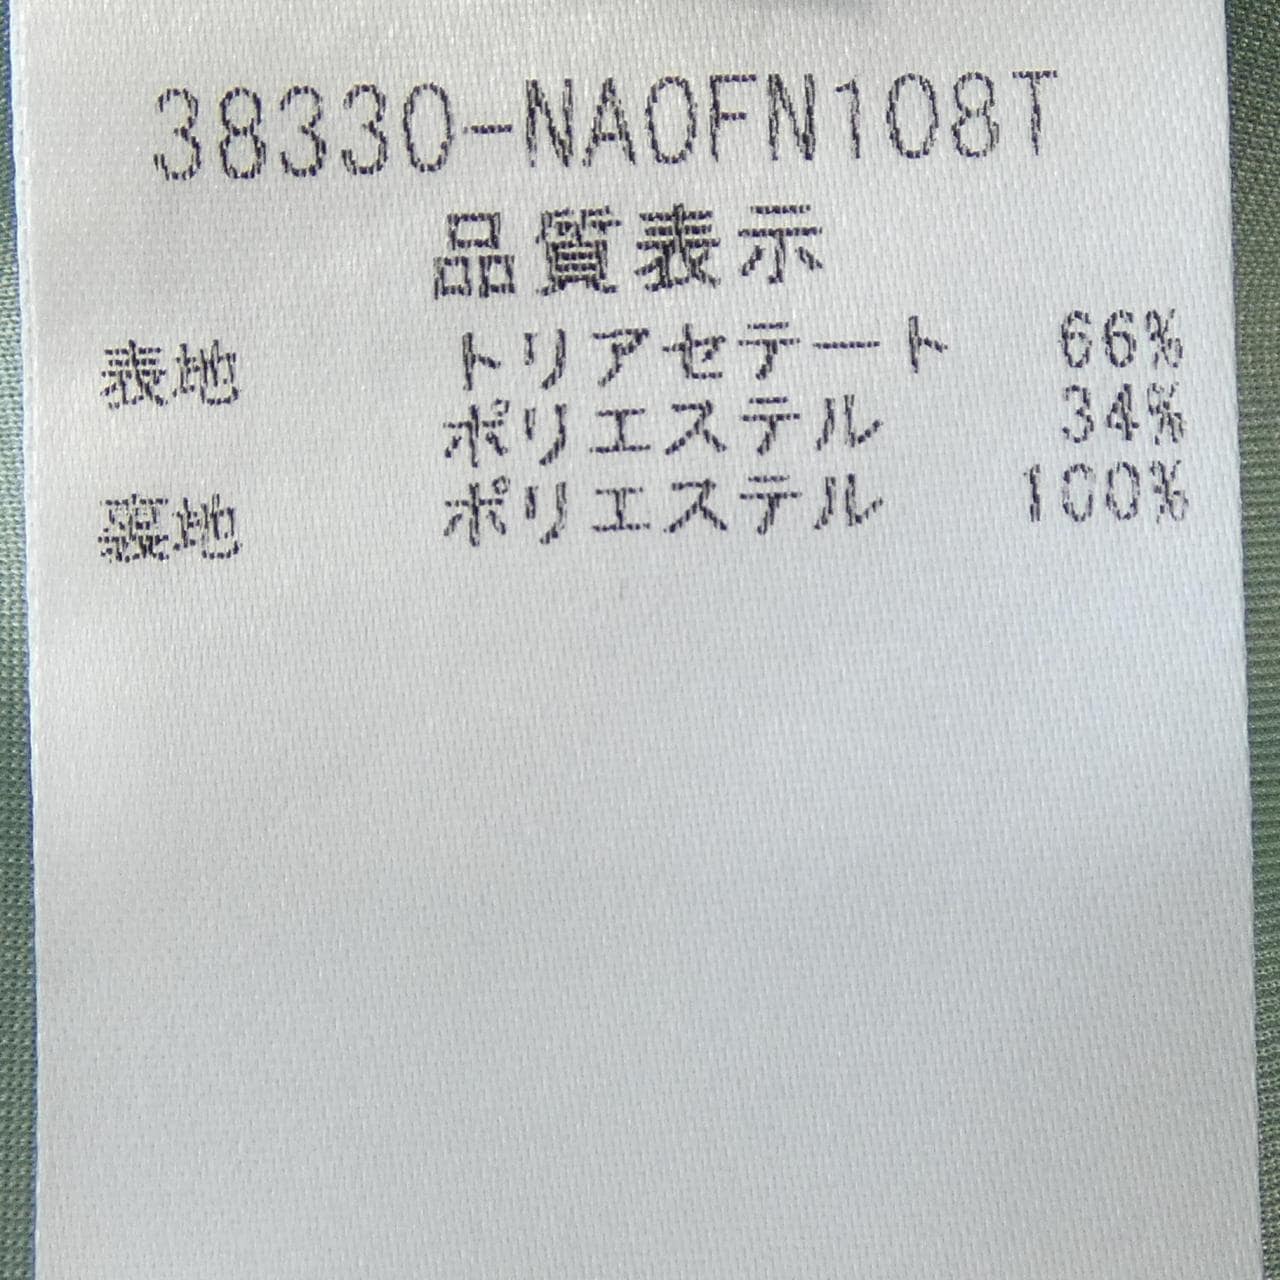 38330-NA0FN108T
品質表示
表地 トリアセテート 66%
ポリエステル 34%
裏地 ポリエステル 100%